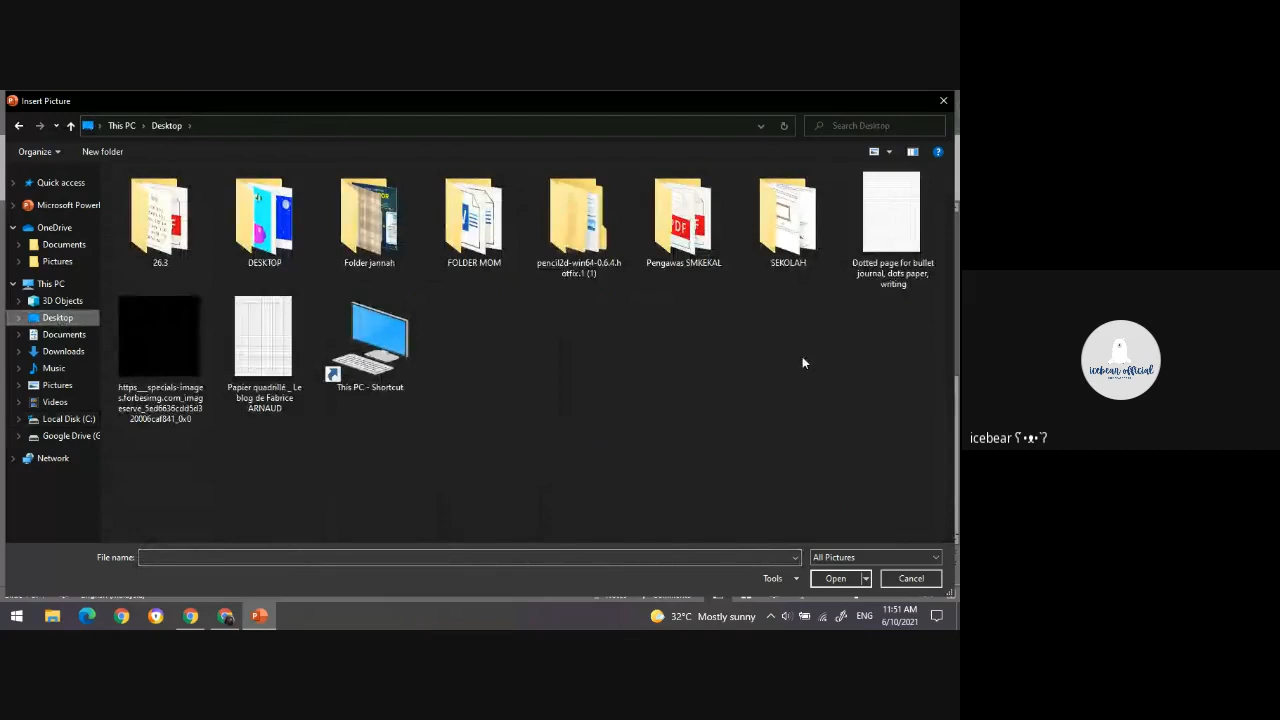 Insert Picture
This PC
Desktop
Search Desktop
Organize
New folder
Quick access
OneDrive
Documents
Pictures
This PC
3D Objects
Desktop
Documents
Downloads
Music
Pictures
Videos
Local Disk (C:)
Google Drive (G
Network
Microsoft PowerI
26.3
DESKTOP
Folder jannah
FOLDER MOM
pencil2d-win64-0.6.4.h
otfix.1 (1)
Pengawas SMKEKAL
SEKOLAH
Dotted page for bullet
journal, dots paper,
writing
https___specials-image
s.forbesimg.com_imag
eserve_5ed6636cdd5d3
20006caf841_0x0
Papier quadrillé _ Le
blog de Fabrice
ARNAUD
This PC - Shortcut
File name:
All Pictures
Tools
Open
Cancel
32°C Mostly sunny
ENG
11:51 AM
6/10/2021
icebear official
icebear ʕ•ᴥ•ʔ